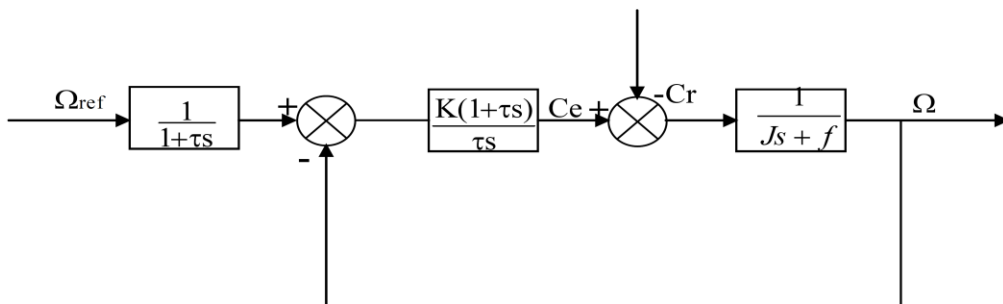 Ωref
1
1+τs
+
-
K(1+τs)
τs
Ce +
-Cr
1
Js + f
Ω